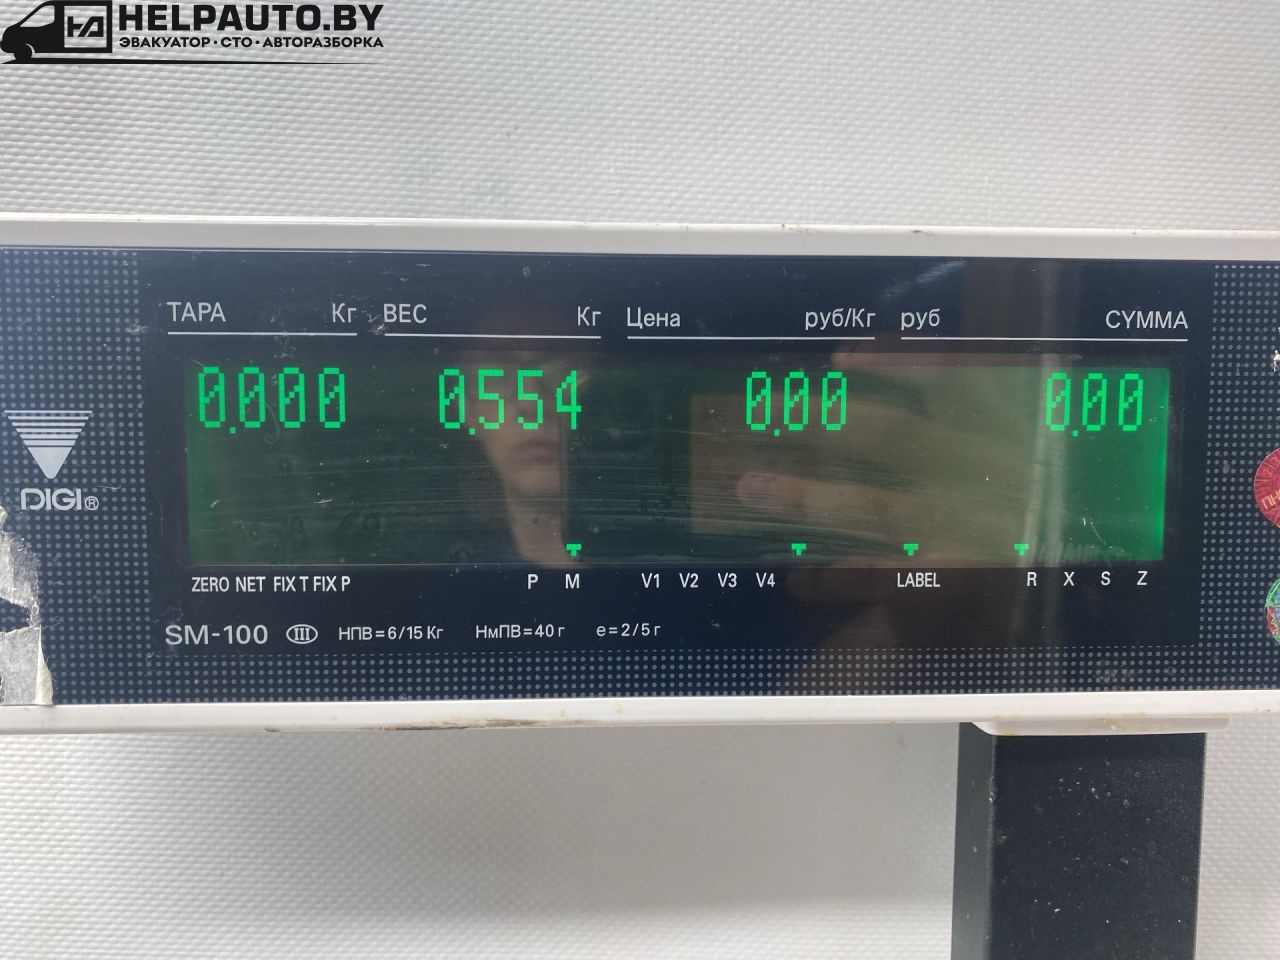 HELPAUTO.BY
ЭВАКУАТОР·СТО·АВТОРАЗБОРКА
ТАРА Кг ВЕС Кг Цена руб/Кг руб СУММА
0.000 0.554 0.00 0.00
DIGI®
ZERO NET FIX T FIX P P M V1 V2 V3 V4 LABEL R X S Z
SM-100 III НПВ=6/15 Кг НмПВ=40 г e=2/5 г